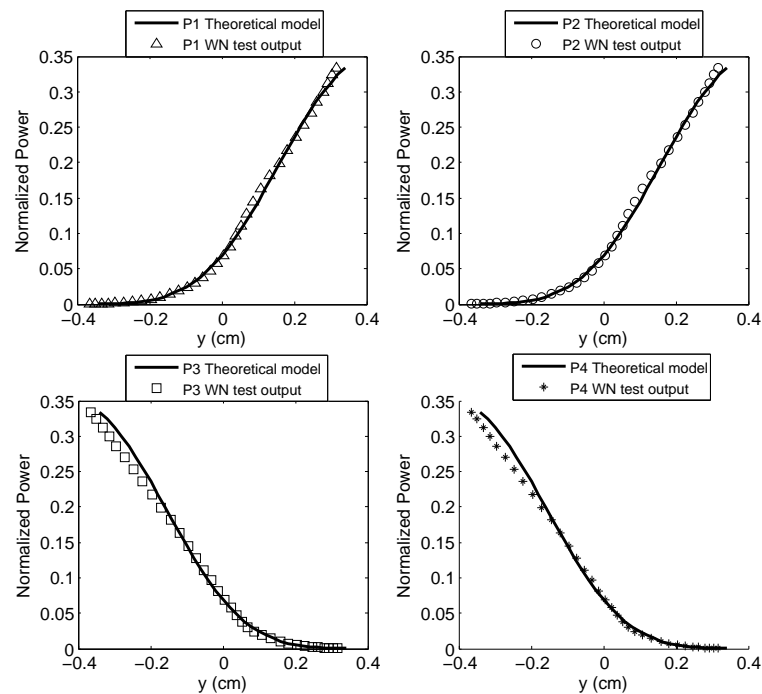 P1 Theoretical model
P1 WN test output
0.35
0.3
0.25
0.2
0.15
0.1
0.05
0
Normalized Power
−0.4 −0.2 0 0.2 0.4
y (cm)
P2 Theoretical model
P2 WN test output
0.35
0.3
0.25
0.2
0.15
0.1
0.05
0
Normalized Power
−0.4 −0.2 0 0.2 0.4
y (cm)
P3 Theoretical model
P3 WN test output
0.35
0.3
0.25
0.2
0.15
0.1
0.05
0
Normalized Power
−0.4 −0.2 0 0.2 0.4
y (cm)
P4 Theoretical model
P4 WN test output
0.35
0.3
0.25
0.2
0.15
0.1
0.05
0
Normalized Power
−0.4 −0.2 0 0.2 0.4
y (cm)